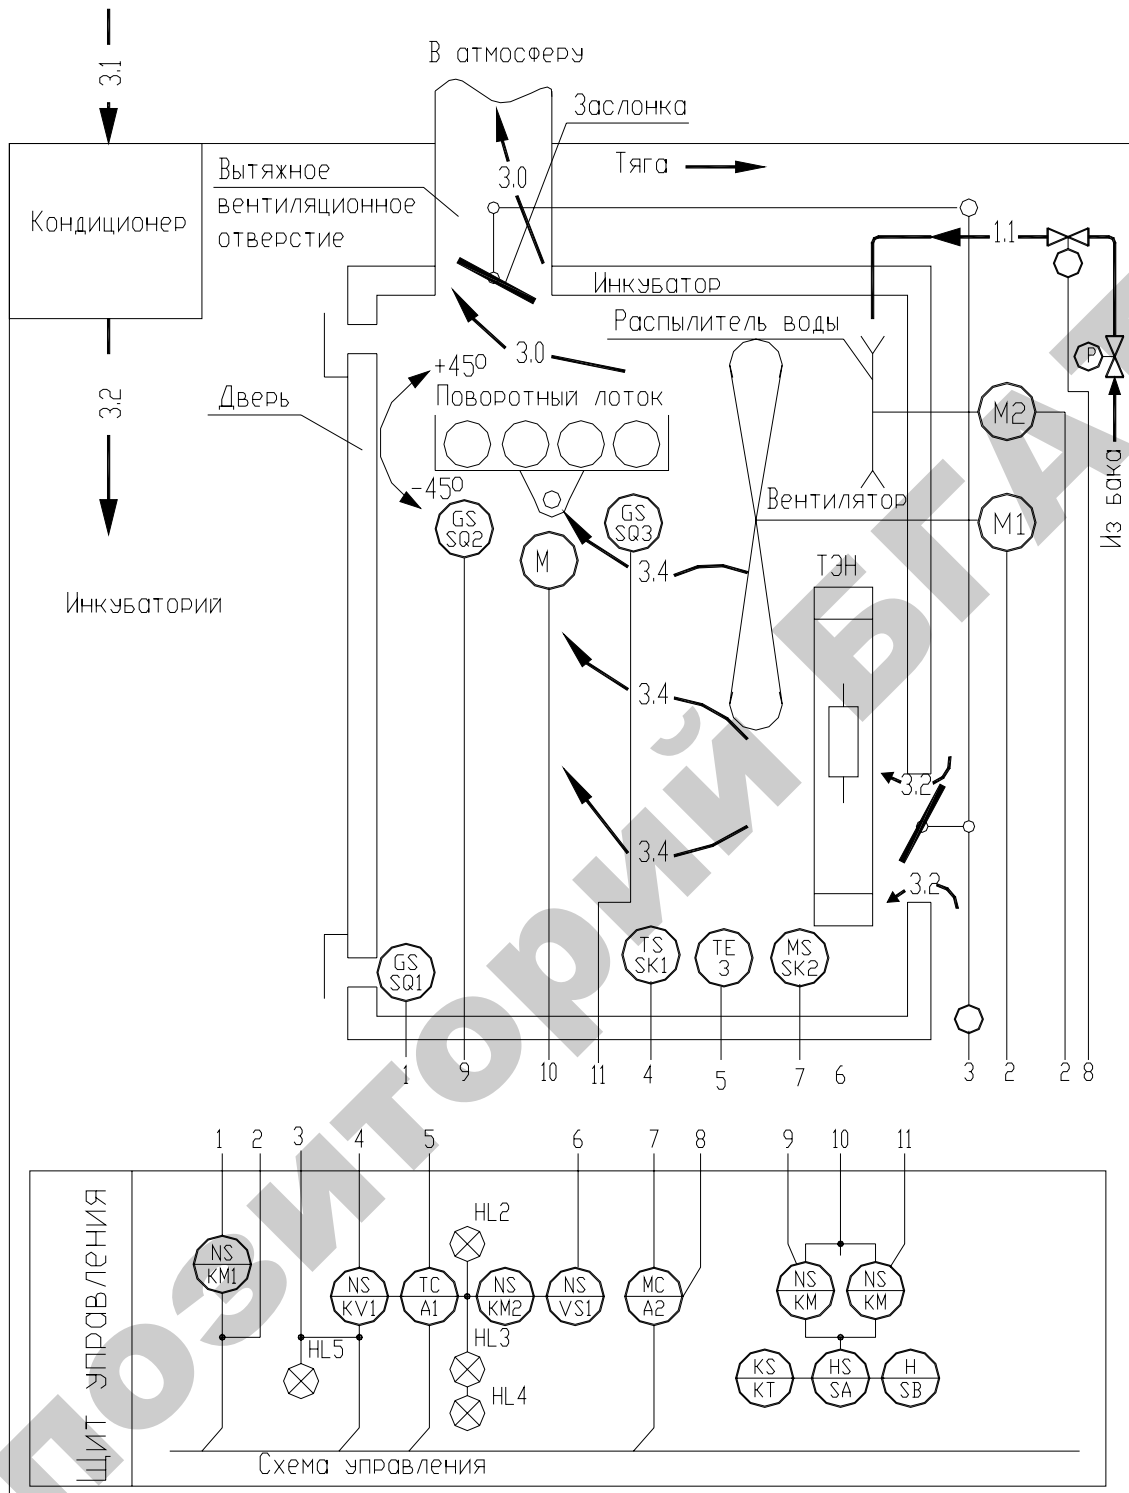 3.1
В атмосферу
Заслонка
Тяга
Вытяжное
вентиляционное
отверстие
3.0
Кондиционер
1.1
Инкубатор
Распылитель воды
3.0
+45°
P
3.2
Дверь
Поворотный лоток
M2
-45°
Из бака
GS
SQ2
GS
SQ3
Вентилятор
M1
M
3.4
ТЭН
Инкубаторий
3.4
3.2
3.4
3.2
GS
SQ1
TS
SK1
TE
3
MS
SK2
1 9 10 11 4 5 7 6 3 2 2 8
1 2 3 4 5 6 7 8 9 10 11
Щит управления
HL2
NS
KM1
NS
KV1
TC
A1
NS
KM2
NS
VS1
MC
A2
NS
KM
NS
KM
HL5
HL3
HL4
KS
KT
HS
SA
H
SB
Схема управления
позиторий БГАТ